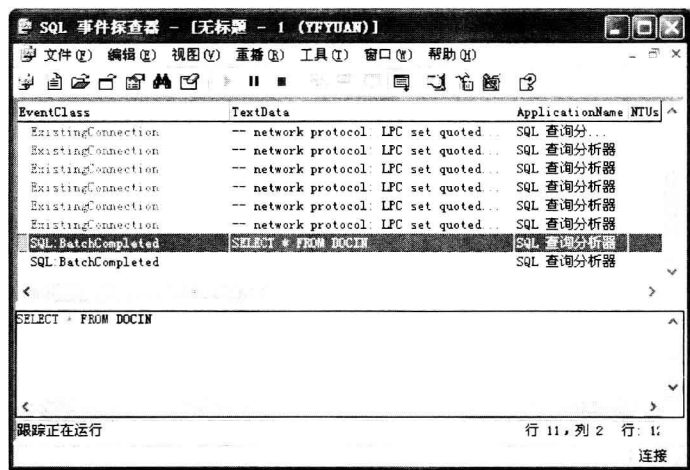 SQL 事件探查器 - [无标题 - 1 (YFYUAN)]
文件(F) 编辑(E) 视图(V) 重播(R) 工具(T) 窗口(W) 帮助(H)
EventClass TextData ApplicationName NTUs
ExistingConnection -- network protocol: LPC set quoted... SQL 查询分...
ExistingConnection -- network protocol: LPC set quoted... SQL 查询分析器
ExistingConnection -- network protocol: LPC set quoted... SQL 查询分析器
ExistingConnection -- network protocol: LPC set quoted... SQL 查询分析器
ExistingConnection -- network protocol: LPC set quoted... SQL 查询分析器
ExistingConnection -- network protocol: LPC set quoted... SQL 查询分析器
SQL:BatchCompleted SELECT * FROM DOCIN SQL 查询分析器
SQL:BatchCompleted SQL 查询分析器
SELECT * FROM DOCIN
跟踪正在运行 行 11,列 2 行: 12
连接